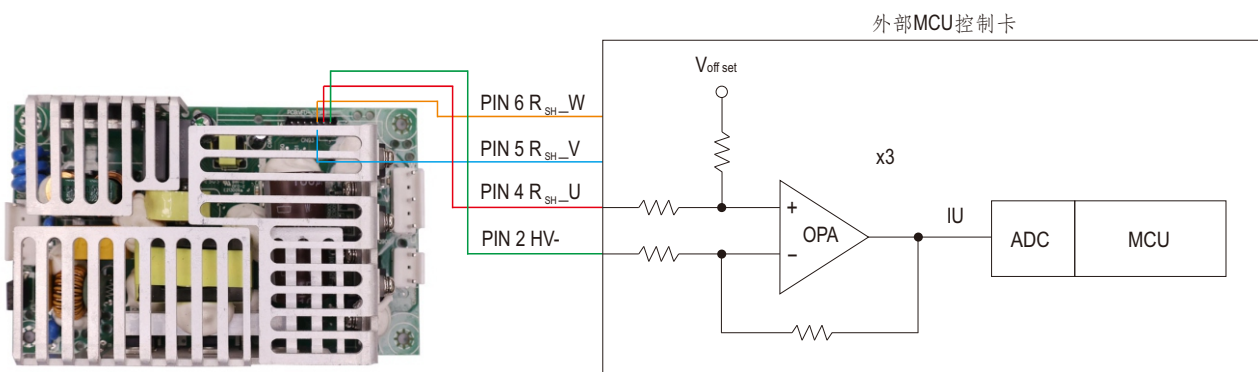 外部MCU控制卡
Voff set
PIN 6 RSH_W
PIN 5 RSH_V
x3
PIN 4 RSH_U
+
OPA
IU
ADC
MCU
PIN 2 HV-
−